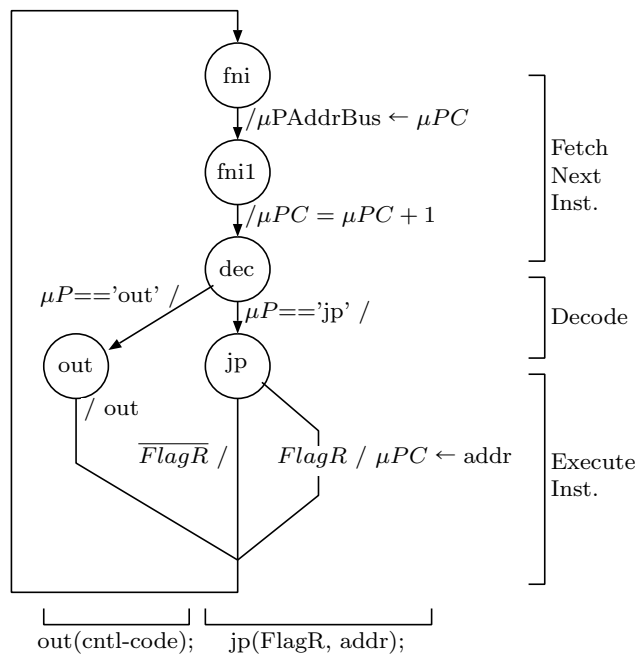 fni
/μPAddrBus ← μPC
Fetch
Next
Inst.
fni1
/μPC = μPC + 1
dec
μP=='out' /
μP=='jp' /
Decode
out
jp
/ out
F̅l̅a̅g̅R̅ /
FlagR / μPC ← addr
Execute
Inst.
out(cntl-code);
jp(FlagR, addr);